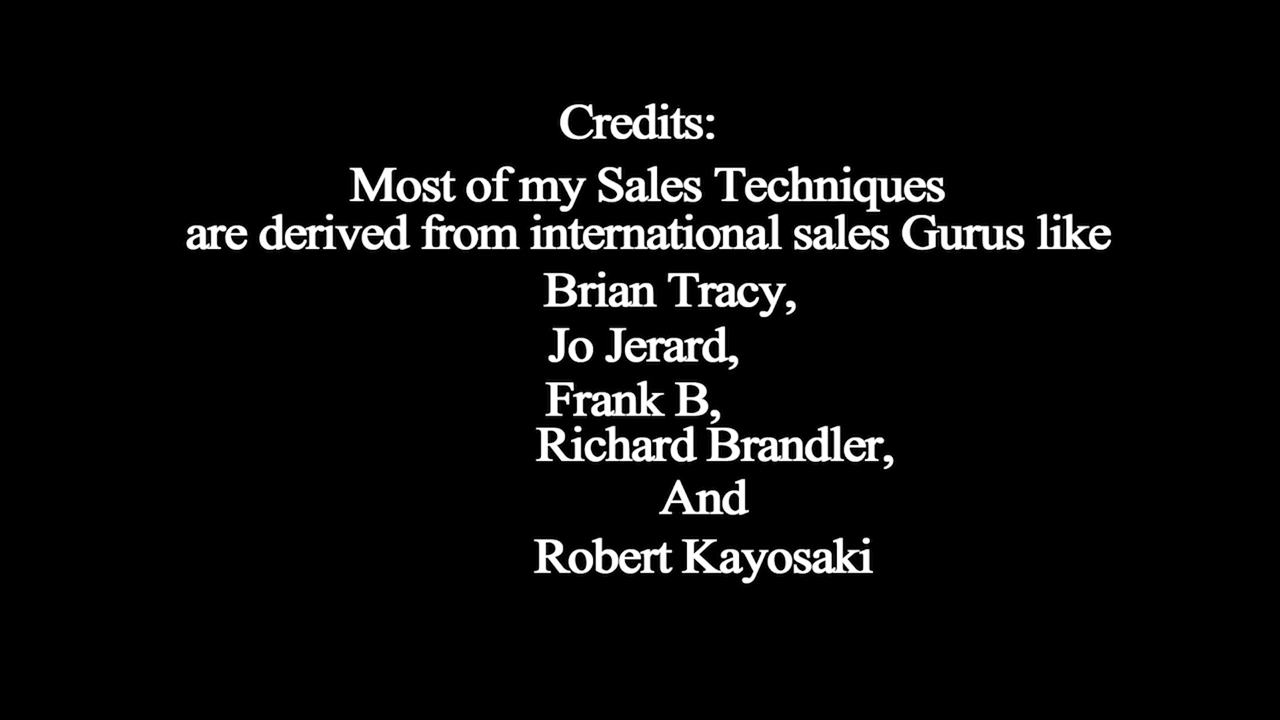 Credits:
Most of my Sales Techniques
are derived from international sales Gurus like
Brian Tracy,
Jo Jerard,
Frank B,
Richard Brandler,
And
Robert Kayosaki